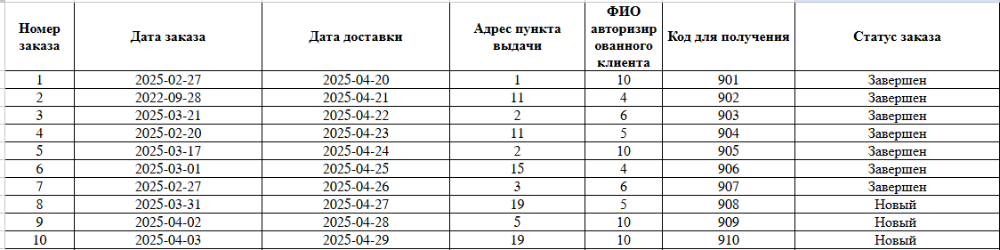 Номер заказа | Дата заказа | Дата доставки | Адрес пункта выдачи | ФИО авторизированного клиента | Код для получения | Статус заказа
1 | 2025-02-27 | 2025-04-20 | 1 | 10 | 901 | Завершен
2 | 2022-09-28 | 2025-04-21 | 11 | 4 | 902 | Завершен
3 | 2025-03-21 | 2025-04-22 | 2 | 6 | 903 | Завершен
4 | 2025-02-20 | 2025-04-23 | 11 | 5 | 904 | Завершен
5 | 2025-03-17 | 2025-04-24 | 2 | 10 | 905 | Завершен
6 | 2025-03-01 | 2025-04-25 | 15 | 4 | 906 | Завершен
7 | 2025-02-27 | 2025-04-26 | 3 | 6 | 907 | Завершен
8 | 2025-03-31 | 2025-04-27 | 19 | 5 | 908 | Новый
9 | 2025-04-02 | 2025-04-28 | 5 | 10 | 909 | Новый
10 | 2025-04-03 | 2025-04-29 | 19 | 10 | 910 | Новый